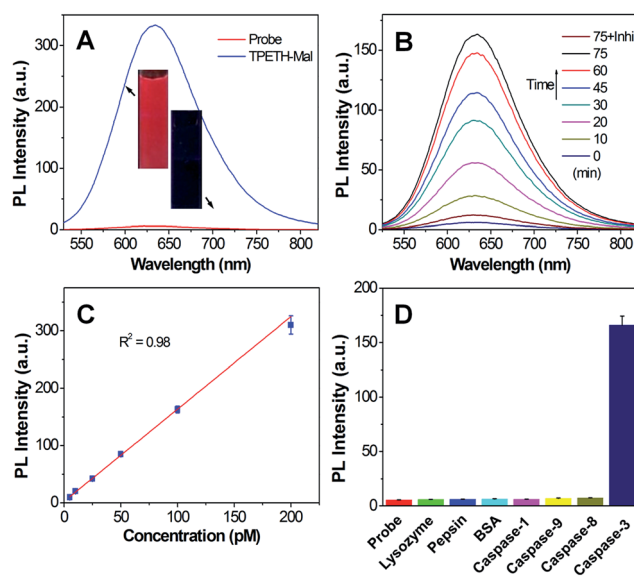 A
Probe
TPETH-Mal
PL Intensity (a.u.)
300
200
100
0
550 600 650 700 750 800
Wavelength (nm)
B
75+Inhi
75
60
45
30
20
10
0
(min)
Time
PL Intensity (a.u.)
150
100
50
0
550 600 650 700 750 800
Wavelength (nm)
C
R² = 0.98
PL Intensity (a.u.)
300
200
100
0
0 50 100 150 200
Concentration (pM)
D
PL Intensity (a.u.)
200
150
100
50
0
Probe
Lysozyme
Pepsin
BSA
Caspase-1
Caspase-9
Caspase-8
Caspase-3